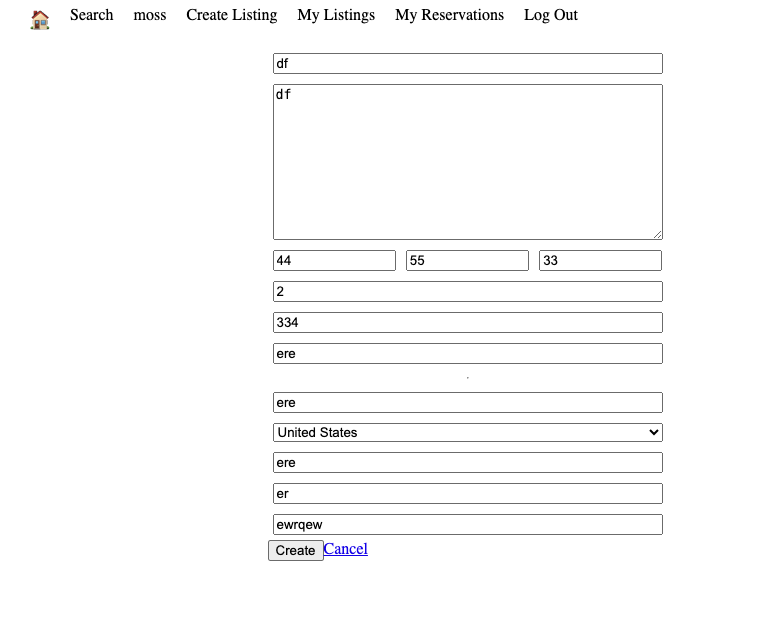 Search moss Create Listing My Listings My Reservations Log Out
df
df
44 55 33
2
334
ere
ere
United States
ere
er
ewrqew
Create Cancel